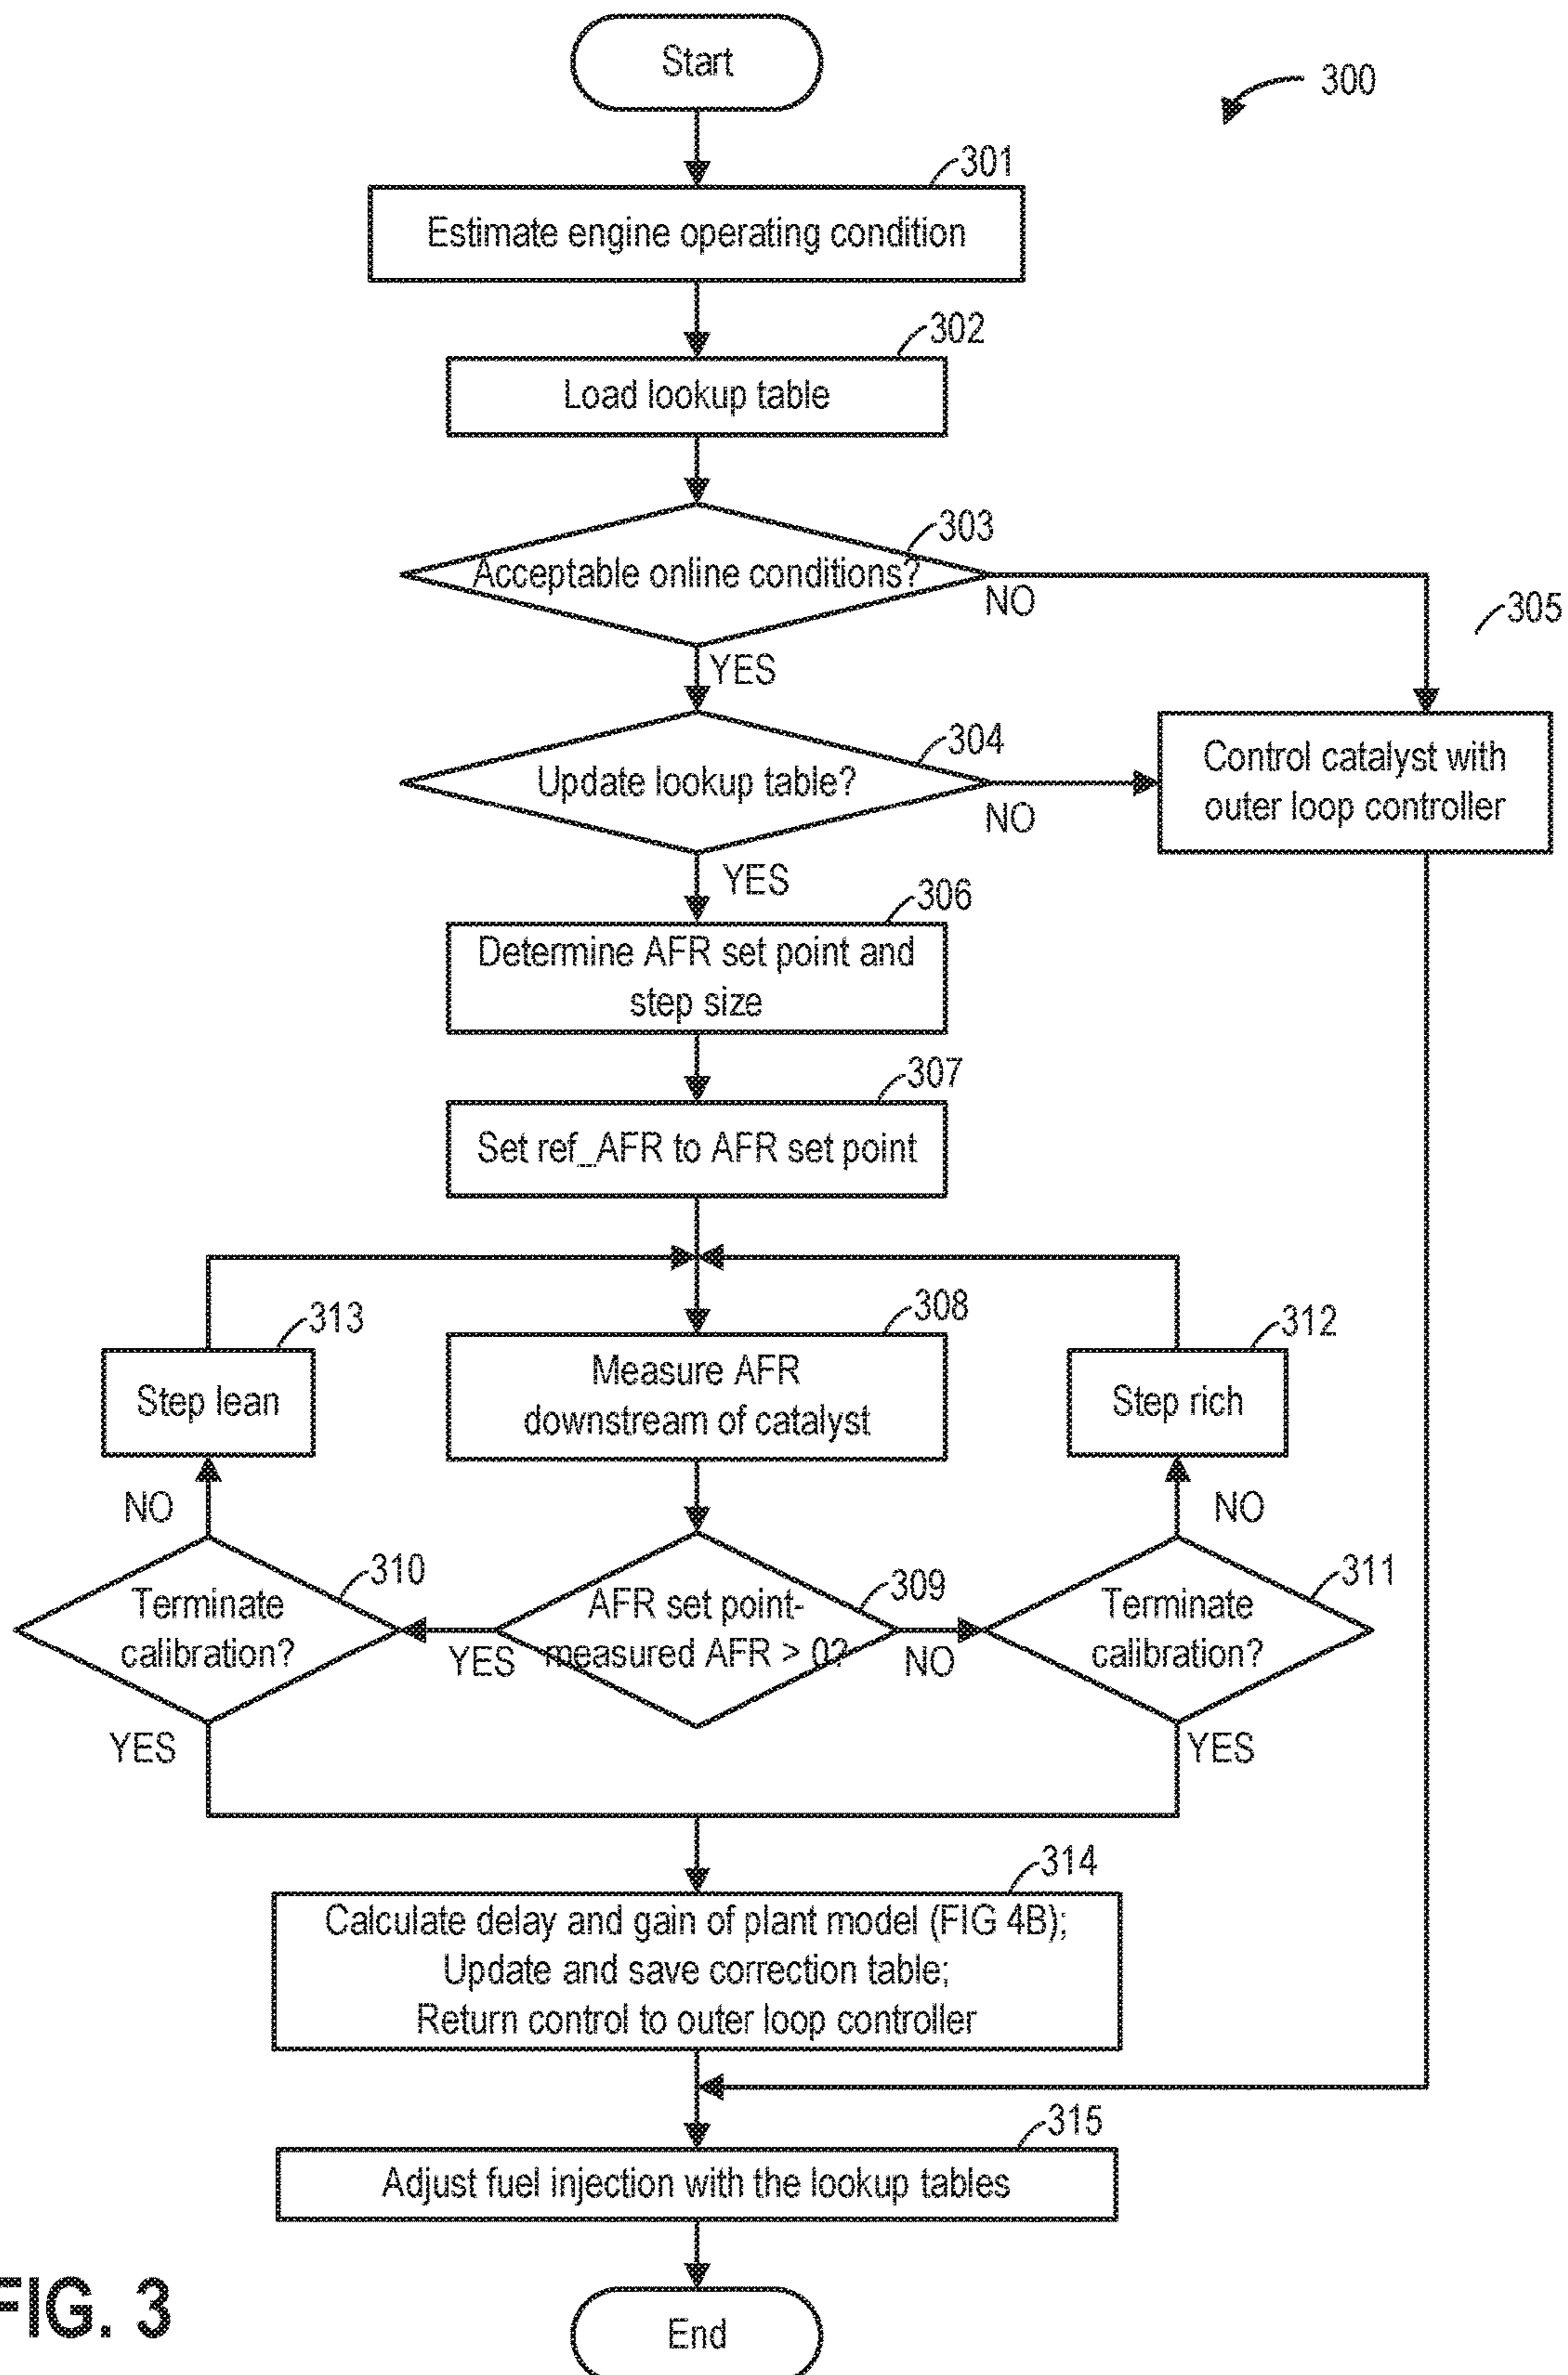 Start
300
301
Estimate engine operating condition
302
Load lookup table
303
Acceptable online conditions?
NO
305
YES
304
Update lookup table?
NO
Control catalyst with
outer loop controller
YES
306
Determine AFR set point and
step size
307
Set ref_AFR to AFR set point
313
308
312
Step lean
Measure AFR
downstream of catalyst
Step rich
NO
NO
310
309
311
Terminate
calibration?
YES
AFR set point-
measured AFR > 0?
NO
Terminate
calibration?
YES
YES
314
Calculate delay and gain of plant model (FIG 4B);
Update and save correction table;
Return control to outer loop controller
315
Adjust fuel injection with the lookup tables
FIG. 3
End